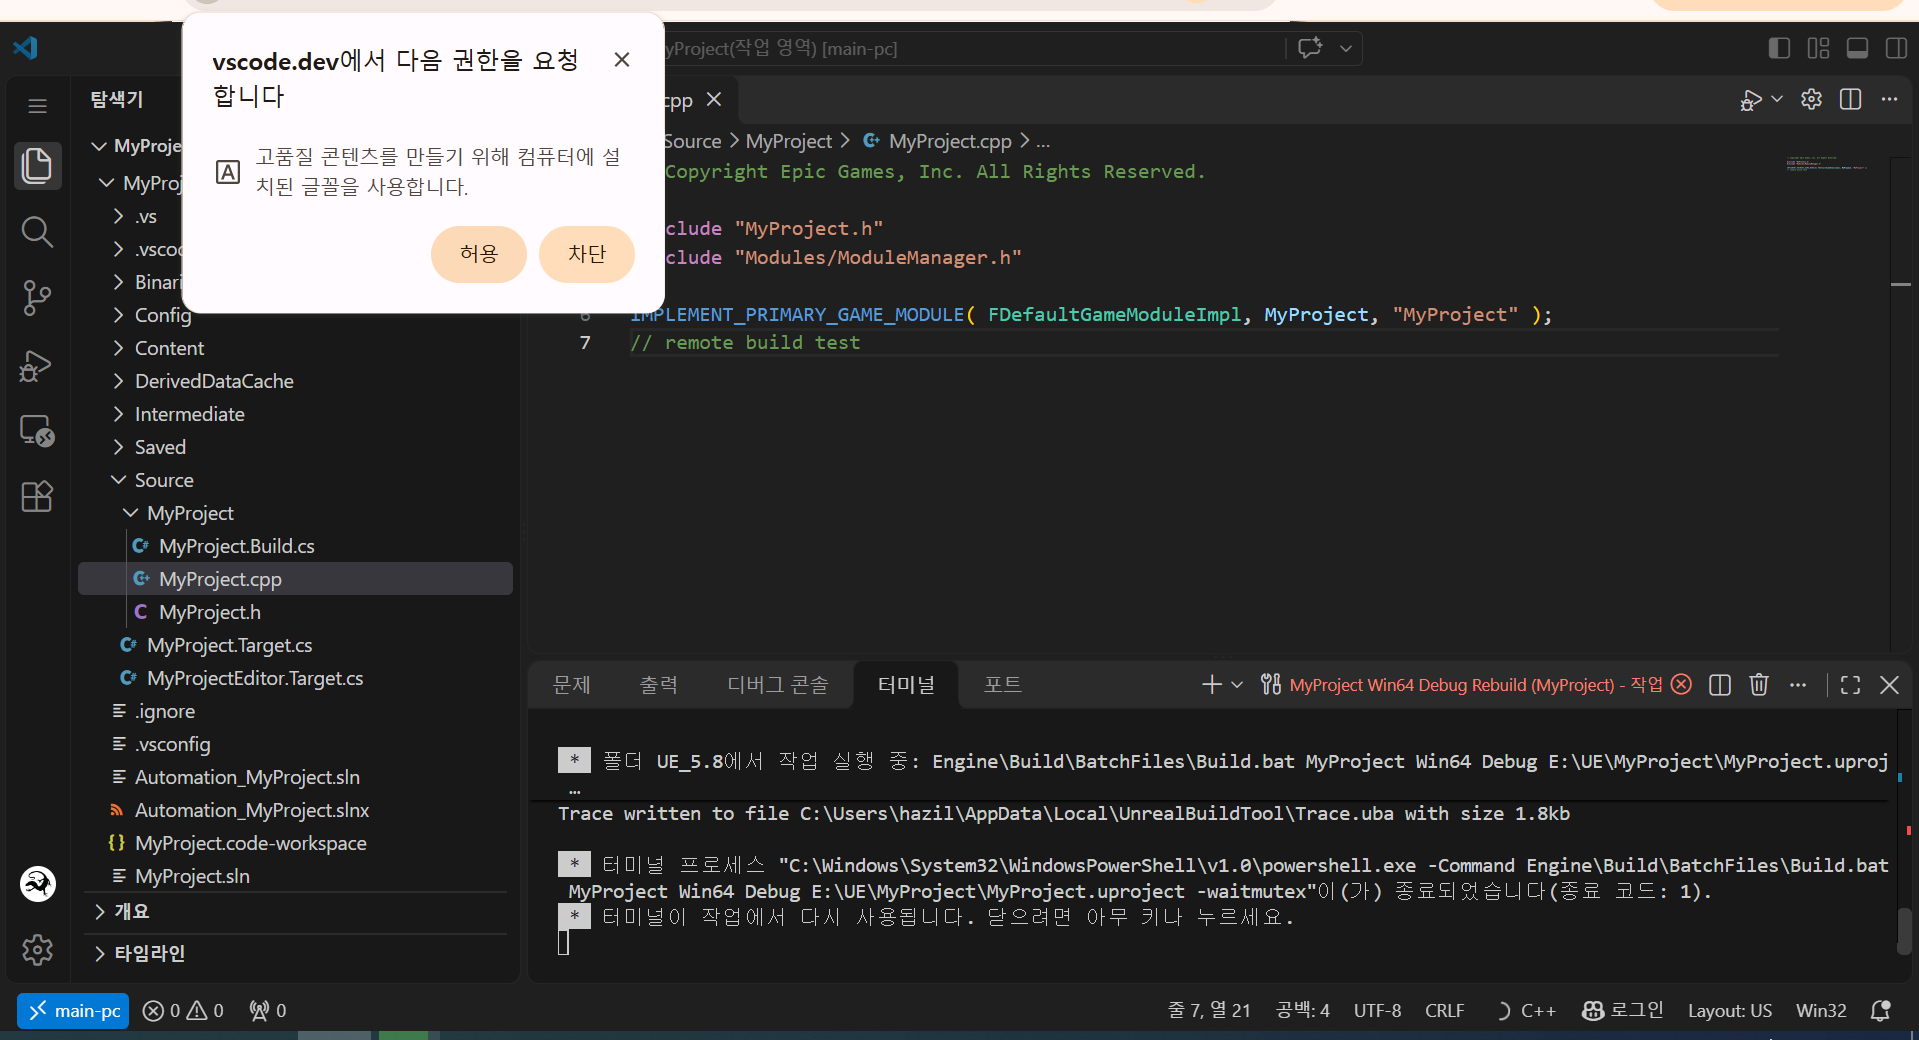 vscode.dev에서 다음 권한을 요청
합니다
고품질 콘텐츠를 만들기 위해 컴퓨터에 설
치된 글꼴을 사용합니다.
허용
차단
yProject(작업 영역) [main-pc]
탐색기
cpp
MyProje
MyProj
.vs
.vscod
Binari
Config
Content
DerivedDataCache
Intermediate
Saved
Source
MyProject
MyProject.Build.cs
MyProject.cpp
MyProject.h
MyProject.Target.cs
MyProjectEditor.Target.cs
.ignore
.vsconfig
Automation_MyProject.sln
Automation_MyProject.slnx
MyProject.code-workspace
MyProject.sln
개요
타임라인
Source > MyProject > MyProject.cpp > ...
Copyright Epic Games, Inc. All Rights Reserved.
clude "MyProject.h"
clude "Modules/ModuleManager.h"
6 IMPLEMENT_PRIMARY_GAME_MODULE( FDefaultGameModuleImpl, MyProject, "MyProject" );
7 // remote build test
문제 출력 디버그 콘솔 터미널 포트
MyProject Win64 Debug Rebuild (MyProject) - 작업
* 폴더 UE_5.8에서 작업 실행 중: Engine\Build\BatchFiles\Build.bat MyProject Win64 Debug E:\UE\MyProject\MyProject.uproj
…
Trace written to file C:\Users\hazil\AppData\Local\UnrealBuildTool\Trace.uba with size 1.8kb
* 터미널 프로세스 "C:\Windows\System32\WindowsPowerShell\v1.0\powershell.exe -Command Engine\Build\BatchFiles\Build.bat
MyProject Win64 Debug E:\UE\MyProject\MyProject.uproject -waitmutex"이(가) 종료되었습니다(종료 코드: 1).
* 터미널이 작업에서 다시 사용됩니다. 닫으려면 아무 키나 누르세요.
main-pc 0 0 0 줄 7, 열 21 공백: 4 UTF-8 CRLF C++ 로그인 Layout: US Win32